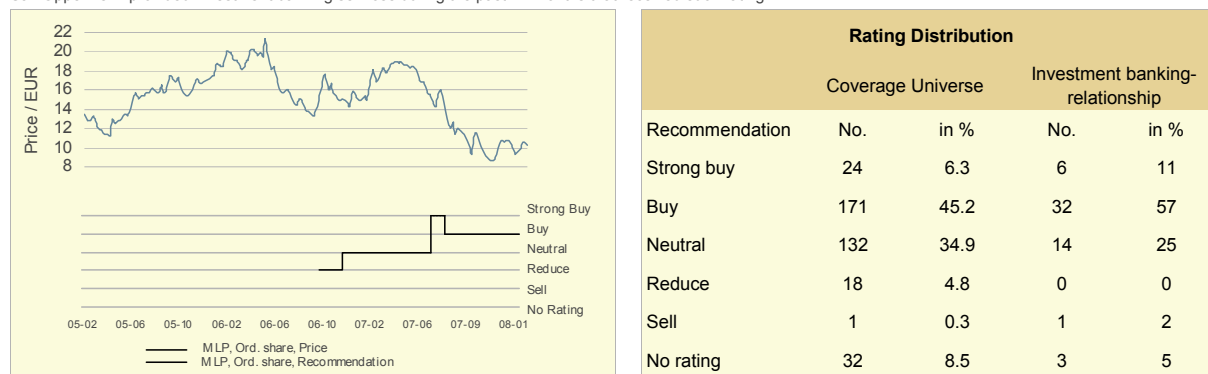 22
20
18
16
14
12
10
8
Price / EUR
Strong Buy
Buy
Neutral
Reduce
Sell
No Rating
05-02 05-06 05-10 06-02 06-06 06-10 07-02 07-06 07-09 08-01
MLP, Ord. share, Price
MLP, Ord. share, Recommendation
Rating Distribution
Coverage Universe Investment banking-
relationship
Recommendation No. in % No. in %
Strong buy 24 6.3 6 11
Buy 171 45.2 32 57
Neutral 132 34.9 14 25
Reduce 18 4.8 0 0
Sell 1 0.3 1 2
No rating 32 8.5 3 5